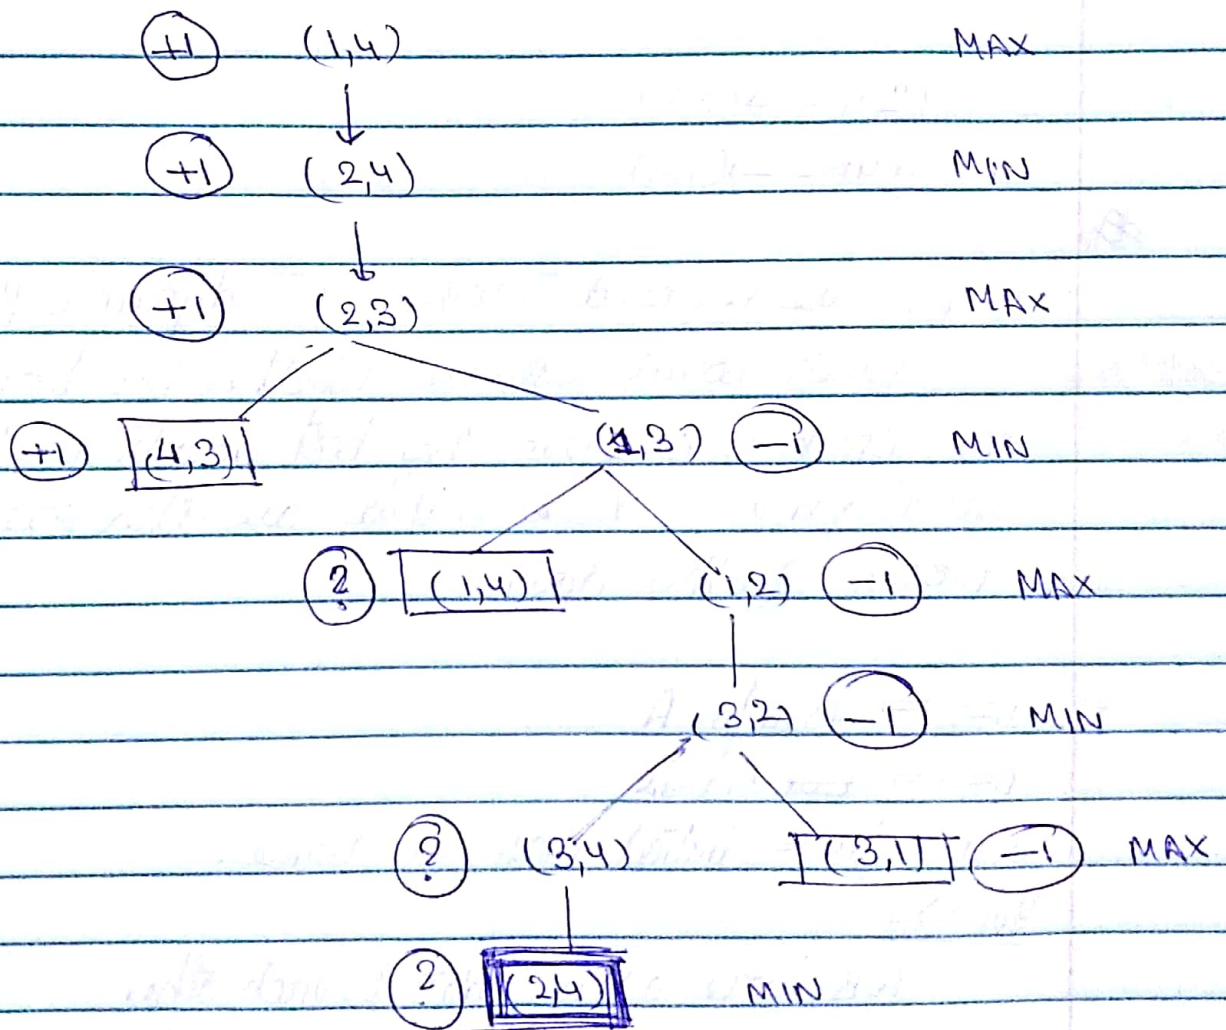 +1 (1,4) MAX
+1 (2,4) MIN
+1 (2,3) MAX
+1 (4,3) (1,3) -1 MIN
? (1,4) (1,2) -1 MAX
(3,2) -1 MIN
? (3,4) (3,1) -1 MAX
? (2,4) MIN